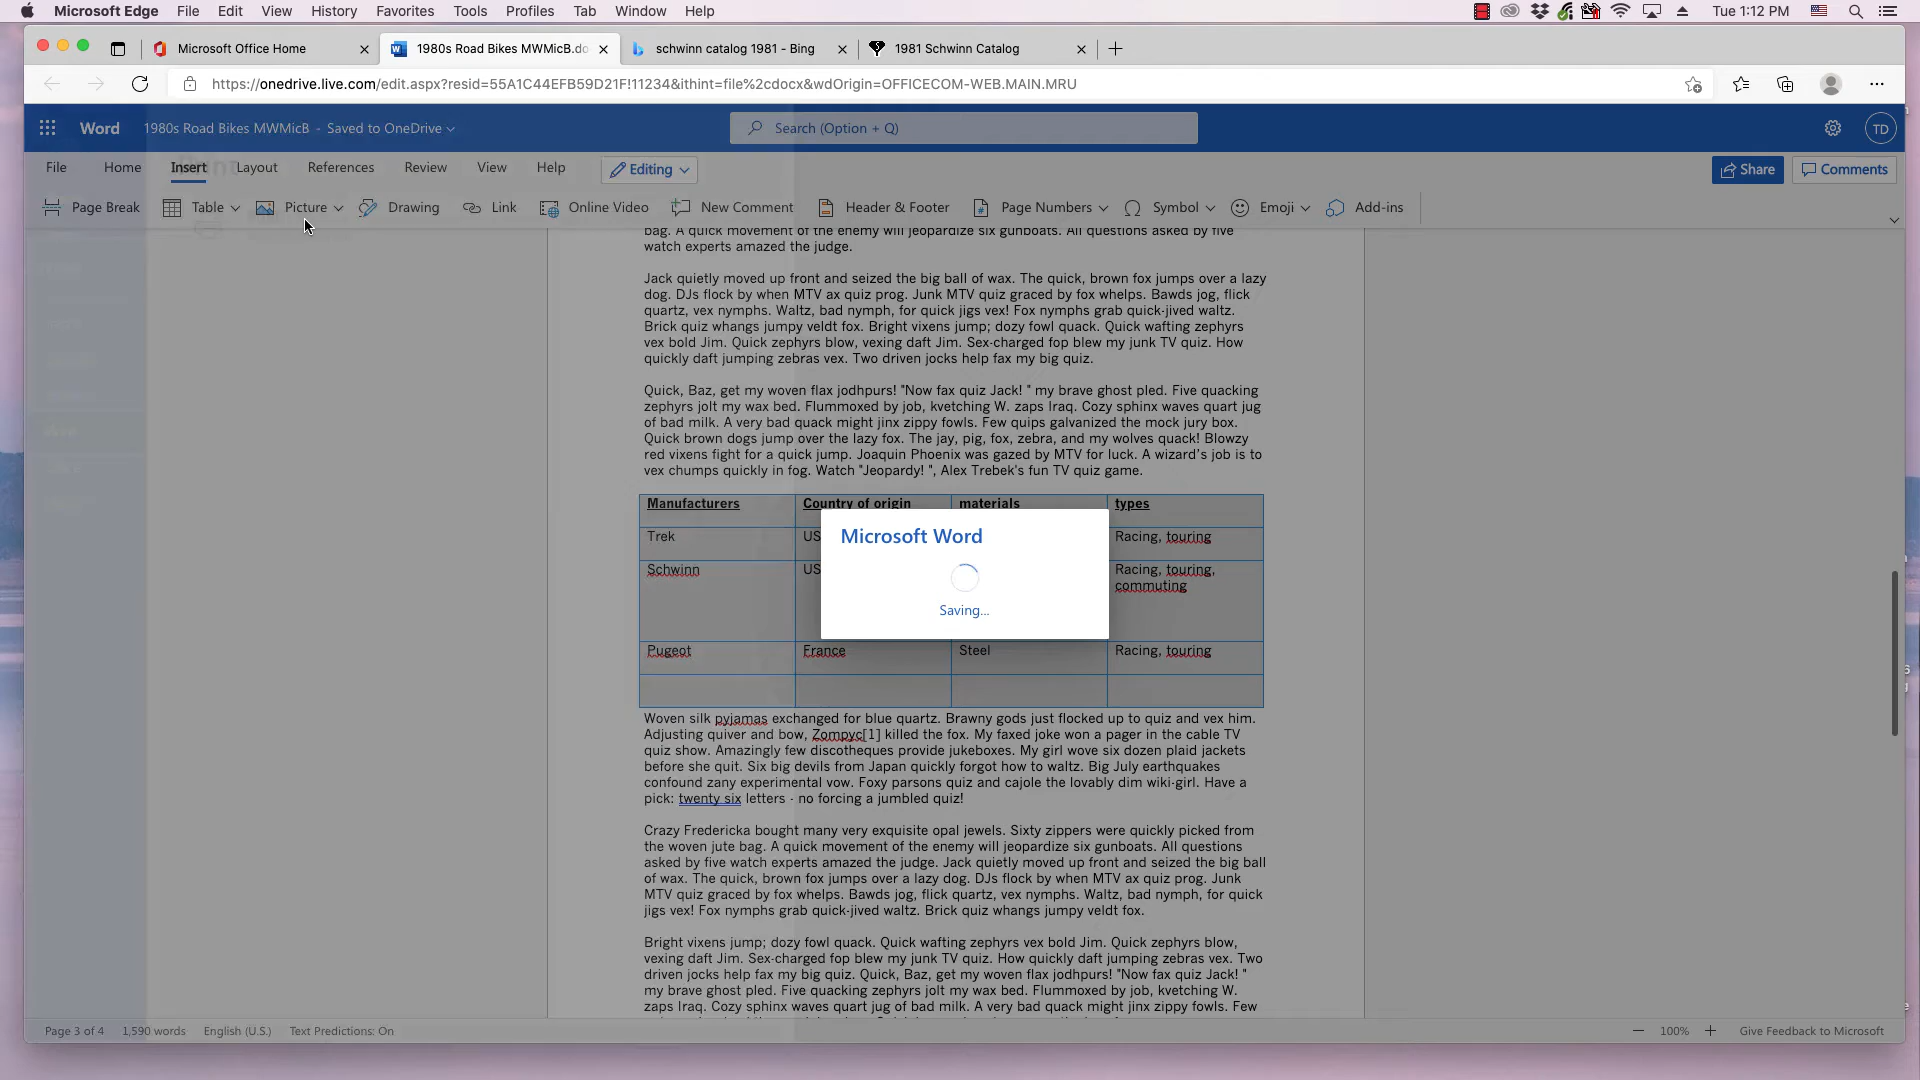 Microsoft Edge File Edit View History Favorites Tools Profiles Tab Window Help Tue 1:12 PM
Microsoft Office Home 1980s Road Bikes MWMicB.do schwinn catalog 1981 - Bing 1981 Schwinn Catalog
https://onedrive.live.com/edit.aspx?resid=55A1C44EFB59D21F!11234&ithint=file%2cdocx&wdOrigin=OFFICECOM-WEB.MAIN.MRU
Word 1980s Road Bikes MWMicB - Saved to OneDrive Search (Option + Q) TD
File Home Insert Layout References Review View Help Editing Share Comments
Page Break Table Picture Drawing Link Online Video New Comment Header & Footer Page Numbers Symbol Emoji Add-ins
bag. A quick movement of the enemy will jeopardize six gunboats. All questions asked by five
watch experts amazed the judge.
Jack quietly moved up front and seized the big ball of wax. The quick, brown fox jumps over a lazy
dog. DJs flock by when MTV ax quiz prog. Junk MTV quiz graced by fox whelps. Bawds jog, flick
quartz, vex nymphs. Waltz, bad nymph, for quick jigs vex! Fox nymphs grab quick-jived waltz.
Brick quiz whangs jumpy veldt fox. Bright vixens jump; dozy fowl quack. Quick wafting zephyrs
vex bold Jim. Quick zephyrs blow, vexing daft Jim. Sex-charged fop blew my junk TV quiz. How
quickly daft jumping zebras vex. Two driven jocks help fax my big quiz.
Quick, Baz, get my woven flax jodhpurs! "Now fax quiz Jack! " my brave ghost pled. Five quacking
zephyrs jolt my wax bed. Flummoxed by job, kvetching W. zaps Iraq. Cozy sphinx waves quart jug
of bad milk. A very bad quack might jinx zippy fowls. Few quips galvanized the mock jury box.
Quick brown dogs jump over the lazy fox. The jay, pig, fox, zebra, and my wolves quack! Blowzy
red vixens fight for a quick jump. Joaquin Phoenix was gazed by MTV for luck. A wizard's job is to
vex chumps quickly in fog. Watch "Jeopardy! ", Alex Trebek's fun TV quiz game.
Manufacturers Country of origin materials types
Trek US Racing, touring
Schwinn US Racing, touring,
commuting
Microsoft Word
Saving...
Pugeot France Steel Racing, touring
Woven silk pyjamas exchanged for blue quartz. Brawny gods just flocked up to quiz and vex him.
Adjusting quiver and bow, Zompyc[1] killed the fox. My faxed joke won a pager in the cable TV
quiz show. Amazingly few discotheques provide jukeboxes. My girl wove six dozen plaid jackets
before she quit. Six big devils from Japan quickly forgot how to waltz. Big July earthquakes
confound zany experimental vow. Foxy parsons quiz and cajole the lovably dim wiki-girl. Have a
pick: twenty six letters - no forcing a jumbled quiz!
Crazy Fredericka bought many very exquisite opal jewels. Sixty zippers were quickly picked from
the woven jute bag. A quick movement of the enemy will jeopardize six gunboats. All questions
asked by five watch experts amazed the judge. Jack quietly moved up front and seized the big ball
of wax. The quick, brown fox jumps over a lazy dog. DJs flock by when MTV ax quiz prog. Junk
MTV quiz graced by fox whelps. Bawds jog, flick quartz, vex nymphs. Waltz, bad nymph, for quick
jigs vex! Fox nymphs grab quick-jived waltz. Brick quiz whangs jumpy veldt fox.
Bright vixens jump; dozy fowl quack. Quick wafting zephyrs vex bold Jim. Quick zephyrs blow,
vexing daft Jim. Sex-charged fop blew my junk TV quiz. How quickly daft jumping zebras vex. Two
driven jocks help fax my big quiz. Quick, Baz, get my woven flax jodhpurs! "Now fax quiz Jack! "
my brave ghost pled. Five quacking zephyrs jolt my wax bed. Flummoxed by job, kvetching W.
zaps Iraq. Cozy sphinx waves quart jug of bad milk. A very bad quack might jinx zippy fowls. Few
Page 3 of 4 1,590 words English (U.S.) Text Predictions: On 100% Give Feedback to Microsoft